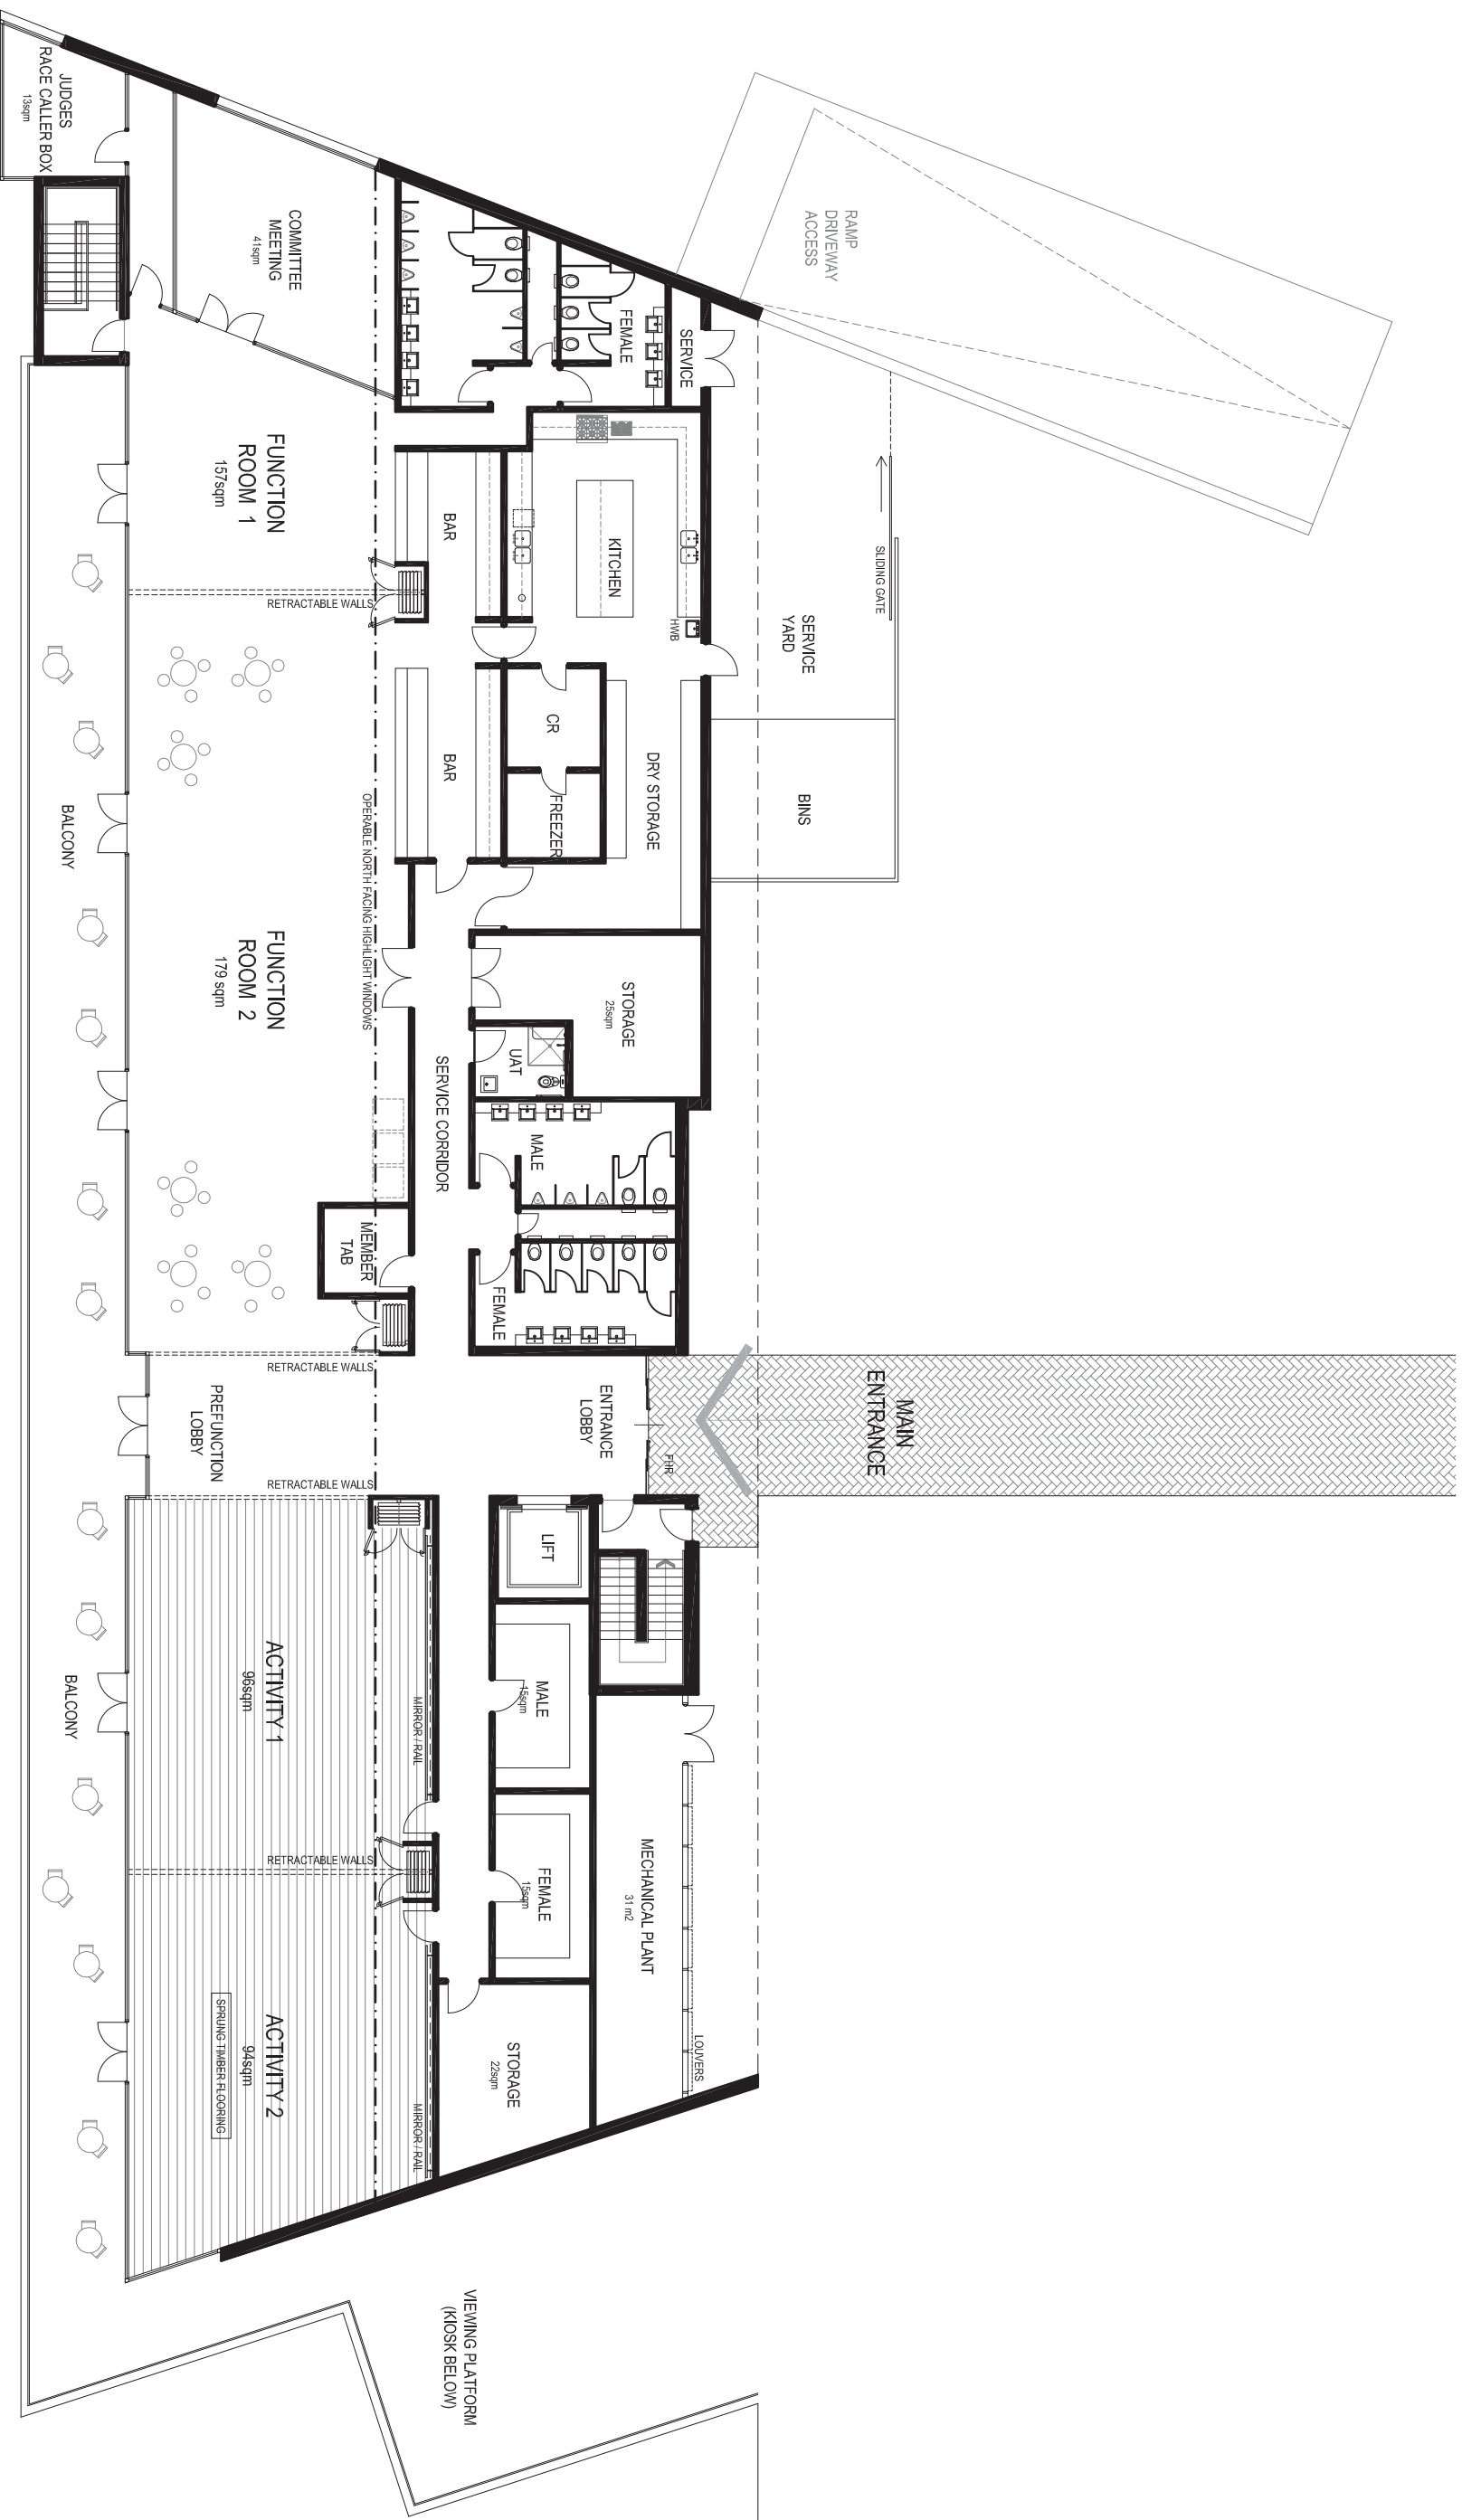 RAMP
DRIVEWAY
ACCESS
SLIDING GATE
SERVICE
YARD
BINS
MAIN
ENTRANCE
JUDGES
RACE CALLER BOX
13sqm
COMMITTEE
MEETING
41sqm
FEMALE
SERVICE
KITCHEN
HWB
BAR
BAR
CR
FREEZER
DRY STORAGE
STORAGE
25sqm
UAT
MALE
FEMALE
SERVICE CORRIDOR
MEMBER
TAB
FUNCTION
ROOM 1
157sqm
RETRACTABLE WALLS
OPERABLE NORTH FACING HIGHLIGHT WINDOWS
FUNCTION
ROOM 2
179 sqm
BALCONY
RETRACTABLE WALLS
PREFUNCTION
LOBBY
ENTRANCE
LOBBY
FHR
RETRACTABLE WALLS
LIFT
MALE
15sqm
FEMALE
15sqm
MECHANICAL PLANT
31 m2
LOUVERS
STORAGE
22sqm
MIRROR / RAIL
ACTIVITY 1
96sqm
RETRACTABLE WALLS
MIRROR / RAIL
ACTIVITY 2
94sqm
SPRUNG TIMBER FLOORING
BALCONY
VIEWING PLATFORM
(KIOSK BELOW)